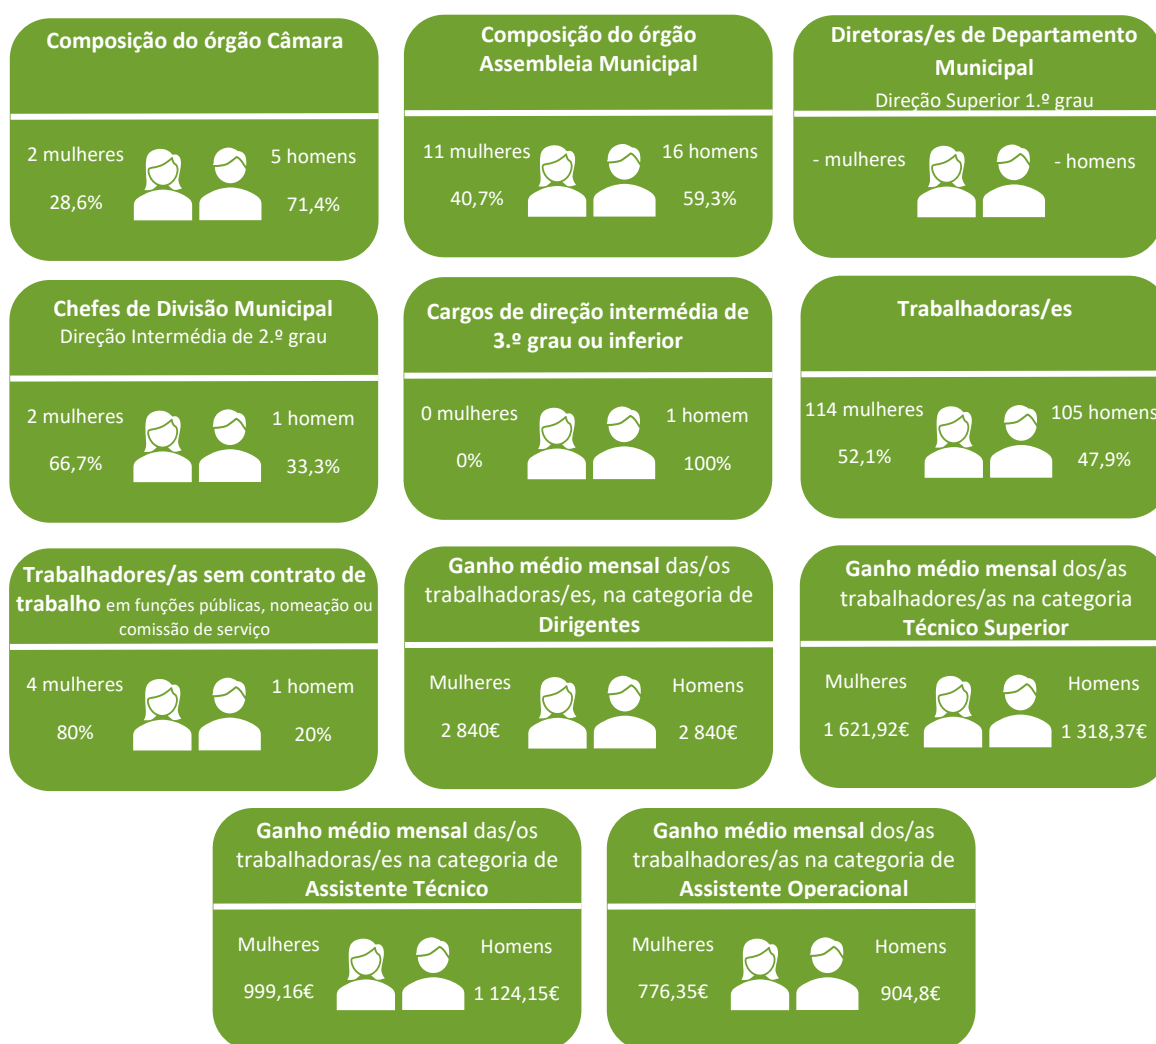 Composição do órgão Câmara
2 mulheres
5 homens
28,6%
71,4%
Composição do órgão
Assembleia Municipal
11 mulheres
16 homens
40,7%
59,3%
Diretoras/es de Departamento
Municipal
Direção Superior 1.º grau
- mulheres
- homens
Chefes de Divisão Municipal
Direção Intermédia de 2.º grau
2 mulheres
1 homem
66,7%
33,3%
Cargos de direção intermédia de
3.º grau ou inferior
0 mulheres
1 homem
0%
100%
Trabalhadoras/es
114 mulheres
105 homens
52,1%
47,9%
Trabalhadores/as sem contrato de
trabalho em funções públicas, nomeação ou
comissão de serviço
4 mulheres
1 homem
80%
20%
Ganho médio mensal das/os
trabalhadoras/es, na categoria de
Dirigentes
Mulheres
Homens
2 840€
2 840€
Ganho médio mensal dos/as
trabalhadores/as na categoria
Técnico Superior
Mulheres
Homens
1 621,92€
1 318,37€
Ganho médio mensal das/os
trabalhadoras/es na categoria de
Assistente Técnico
Mulheres
Homens
999,16€
1 124,15€
Ganho médio mensal dos/as
trabalhadores/as na categoria de
Assistente Operacional
Mulheres
Homens
776,35€
904,8€